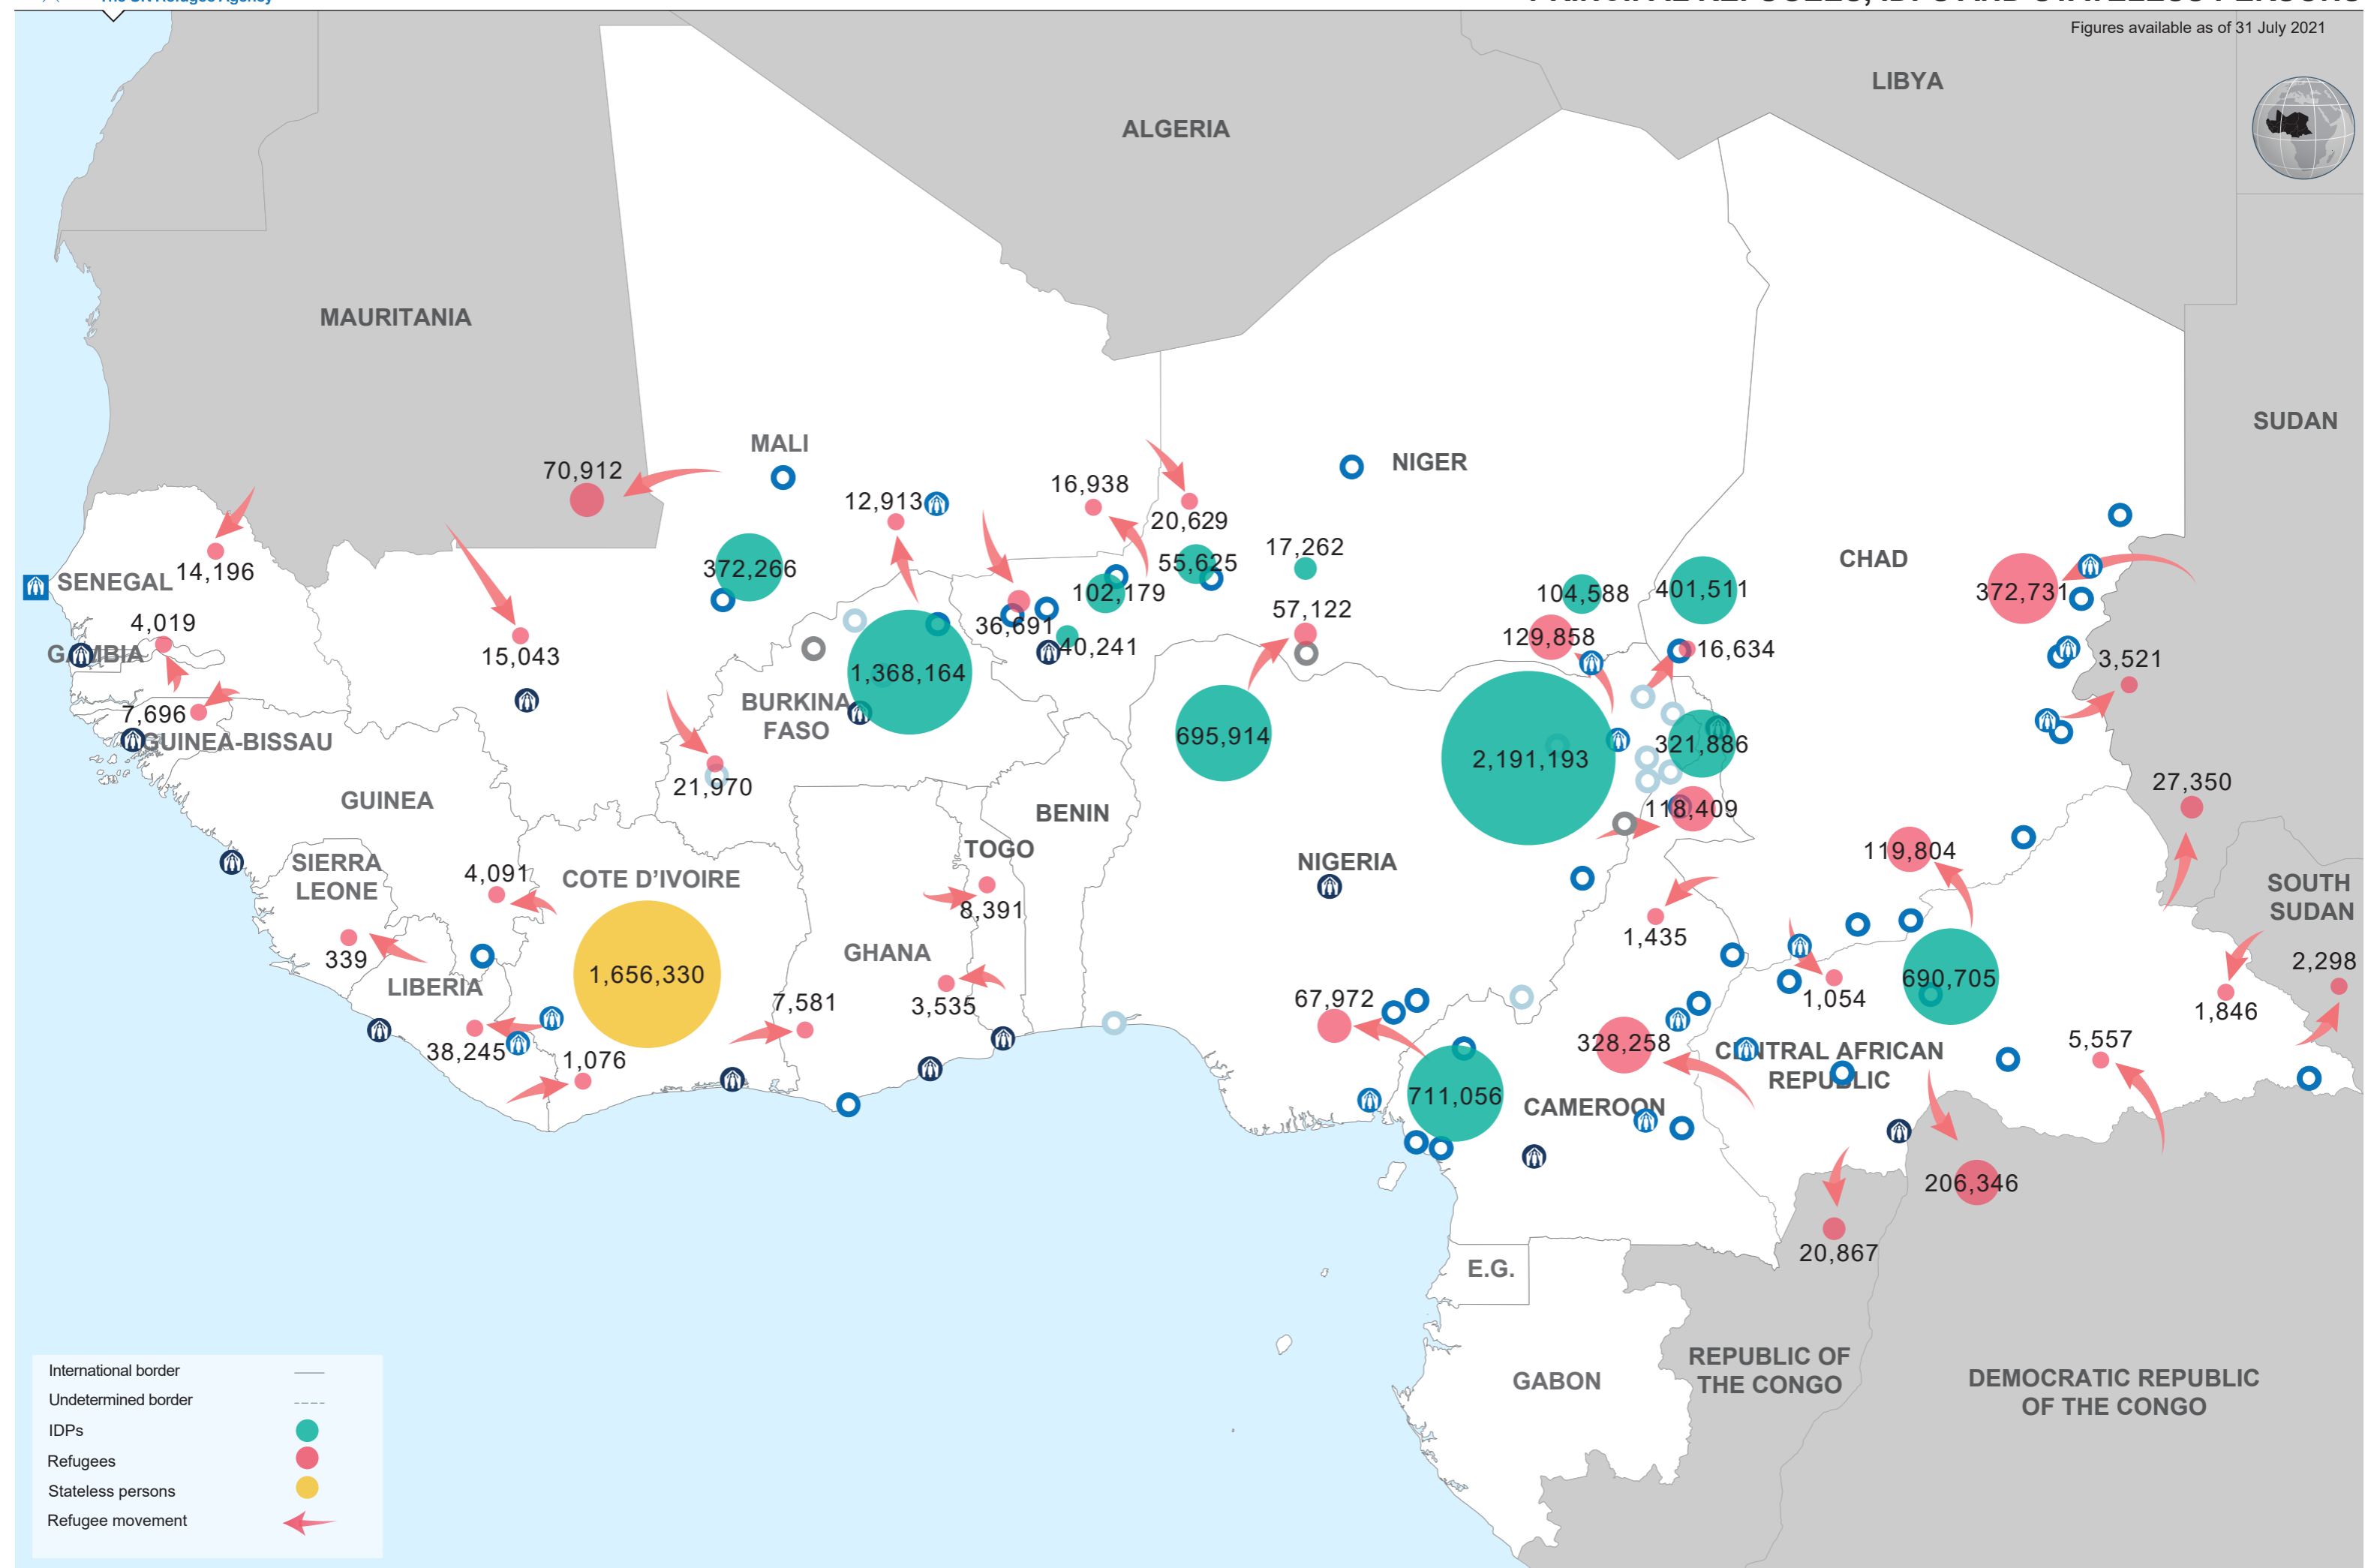 Figures available as of 31 July 2021
LIBYA
ALGERIA
MAURITANIA
SUDAN
MALI
NIGER
70,912
16,938
12,913
20,629
17,262
55,625
CHAD
372,266
14,196
SENEGAL
102,179
104,588
401,511
372,731
57,122
4,019
36,691
129,858
40,241
16,634
GAMBIA
15,043
3,521
1,368,164
BURKINA
FASO
7,696
GUINEA-BISSAU
695,914
321,886
2,191,193
21,970
27,350
GUINEA
118,409
BENIN
TOGO
119,804
NIGERIA
SIERRA
LEONE
4,091
COTE D'IVOIRE
SOUTH
SUDAN
8,391
1,435
GHANA
339
2,298
LIBERIA
1,656,330
690,705
7,581
3,535
67,972
1,054
1,846
38,245
1,076
328,258
5,557
CENTRAL AFRICAN
REPUBLIC
711,056
CAMEROON
206,346
20,867
E.G.
GABON
REPUBLIC OF
THE CONGO
DEMOCRATIC REPUBLIC
OF THE CONGO
International border
Undetermined border
IDPs
Refugees
Stateless persons
Refugee movement